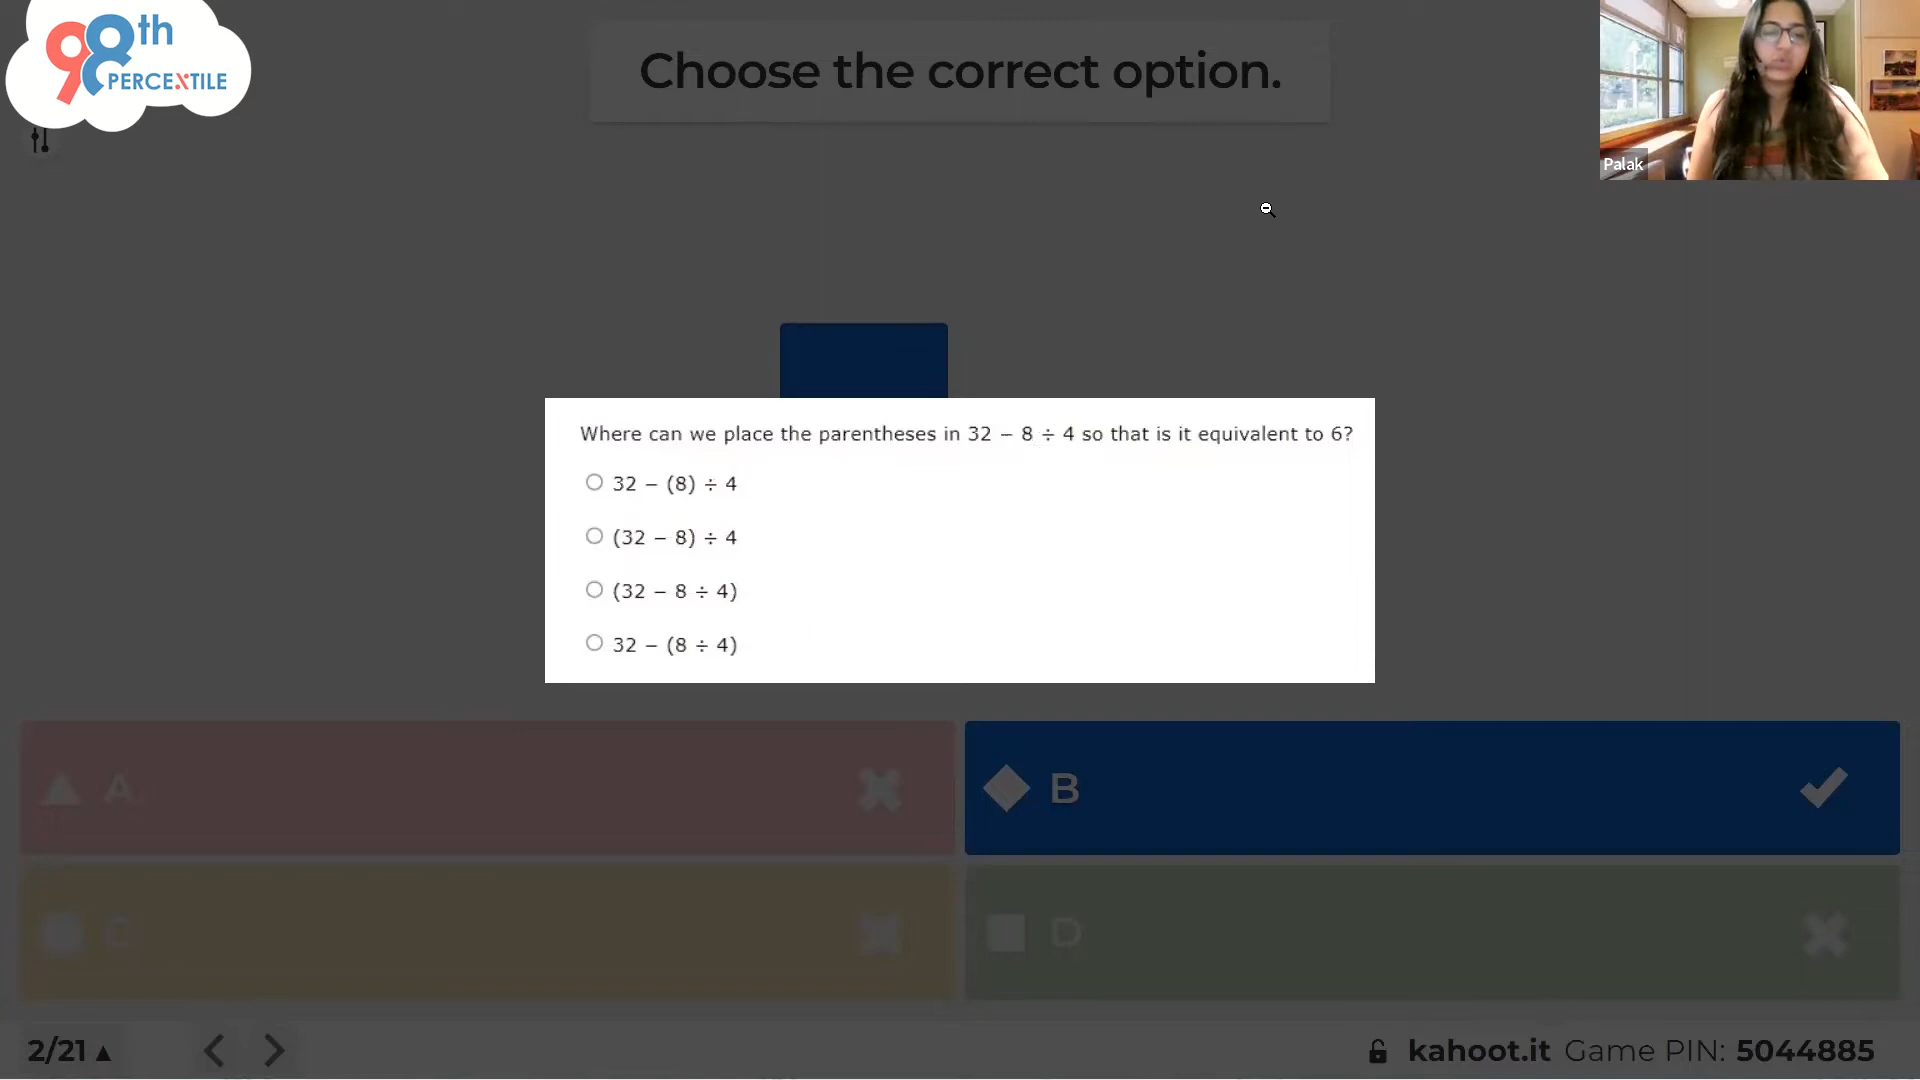 98th
PERCEXTILE
Choose the correct option.
Palak
Where can we place the parentheses in 32 − 8 ÷ 4 so that is it equivalent to 6?
32 − (8) ÷ 4
(32 − 8) ÷ 4
(32 − 8 ÷ 4)
32 − (8 ÷ 4)
A
B
C
D
2/21
kahoot.it Game PIN: 5044885